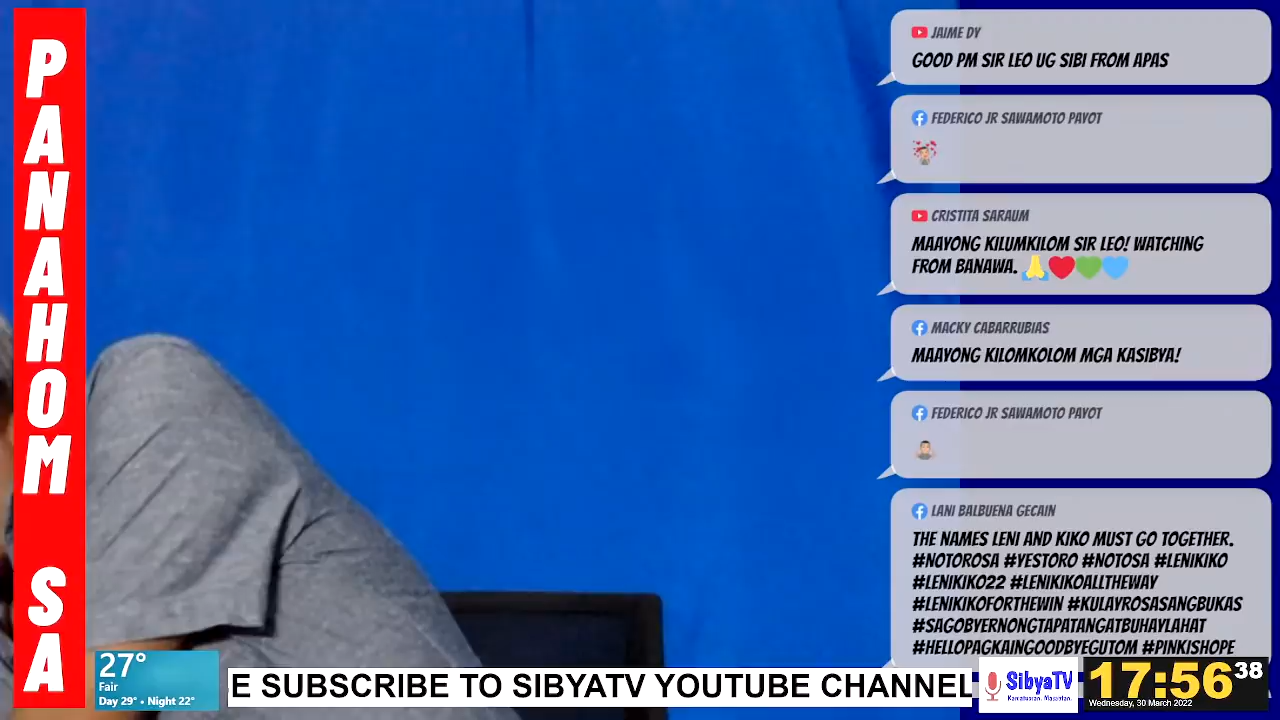 PANAHOM SA
JAIME DY
GOOD PM SIR LEO UG SIBI FROM APAS
FEDERICO JR SAWAMOTO PAYOT
CRISTITA SARAUM
MAAYONG KILUMKILOM SIR LEO! WATCHING
FROM BANAWA. 🙏❤️💚💙
MACKY CABARRUBIAS
MAAYONG KILOMKOLOM MGA KASIBYA!
FEDERICO JR SAWAMOTO PAYOT
LANI BALBUENA GECAIN
THE NAMES LENI AND KIKO MUST GO TOGETHER.
#NOTOROSA #YESTORO #NOTOSA #LENIKIKO
#LENIKIKO22 #LENIKIKOALLTHEWAY
#LENIKIKOFORTHEWIN #KULAYROSASANGBUKAS
#SAGOBYERNONGTAPATANGATBUHAYLAHAT
#HELLOPAGKAINGOODBYEGUTOM #PINKISHOPE
27°
Fair
Day 29° • Night 22°
E SUBSCRIBE TO SIBYATV YOUTUBE CHANNEL
SibyaTV
Kamatuoran. Masaligan.
17:56 38
Wednesday, 30 March 2022